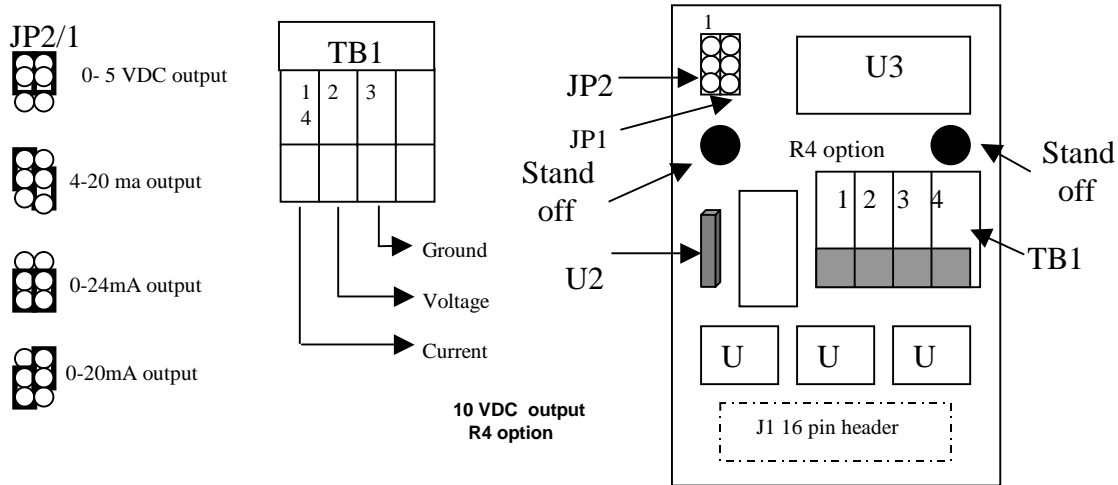 JP2/1
0- 5 VDC output
4-20 ma output
0-24mA output
0-20mA output
TB1
1 2 3
4
Ground
Voltage
Current
10 VDC output
R4 option
1
JP2
JP1
U3
Stand
off
R4 option
Stand
off
1 2 3 4
TB1
U2
U U U
J1 16 pin header